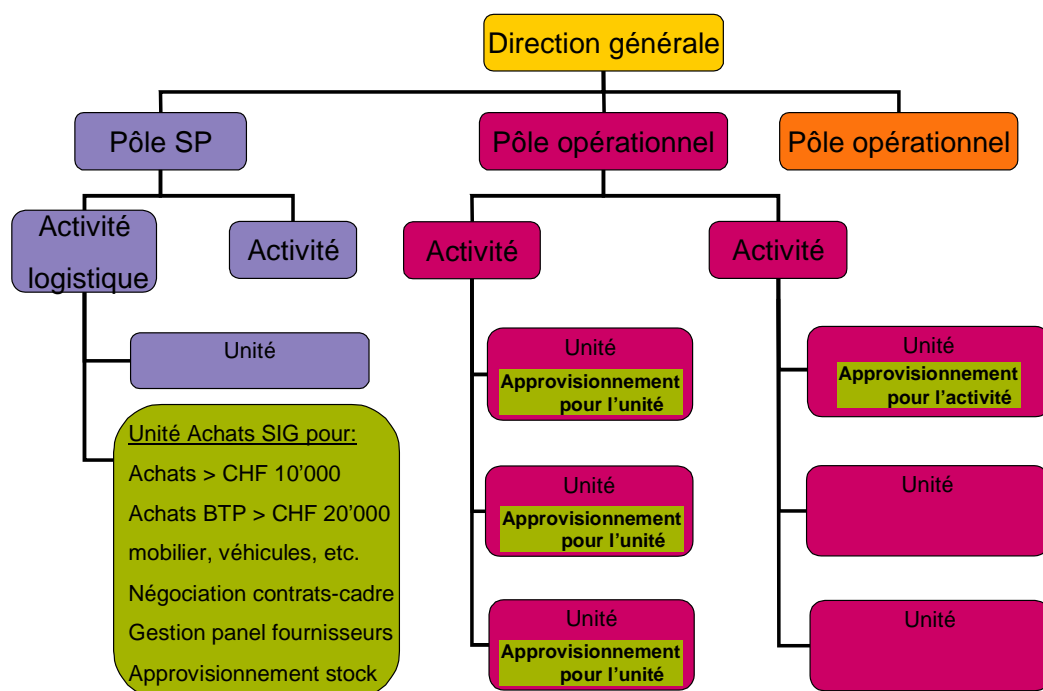 Direction générale
Pôle SP
Pôle opérationnel
Pôle opérationnel
Activité
logistique
Activité
Activité
Activité
Unité
Unité Achats SIG pour:
Achats > CHF 10’000
Achats BTP > CHF 20’000
mobilier, véhicules, etc.
Négociation contrats-cadre
Gestion panel fournisseurs
Approvisionnement stock
Unité
Approvisionnement
pour l’unité
Unité
Approvisionnement
pour l’unité
Unité
Approvisionnement
pour l’unité
Unité
Approvisionnement
pour l’activité
Unité
Unité